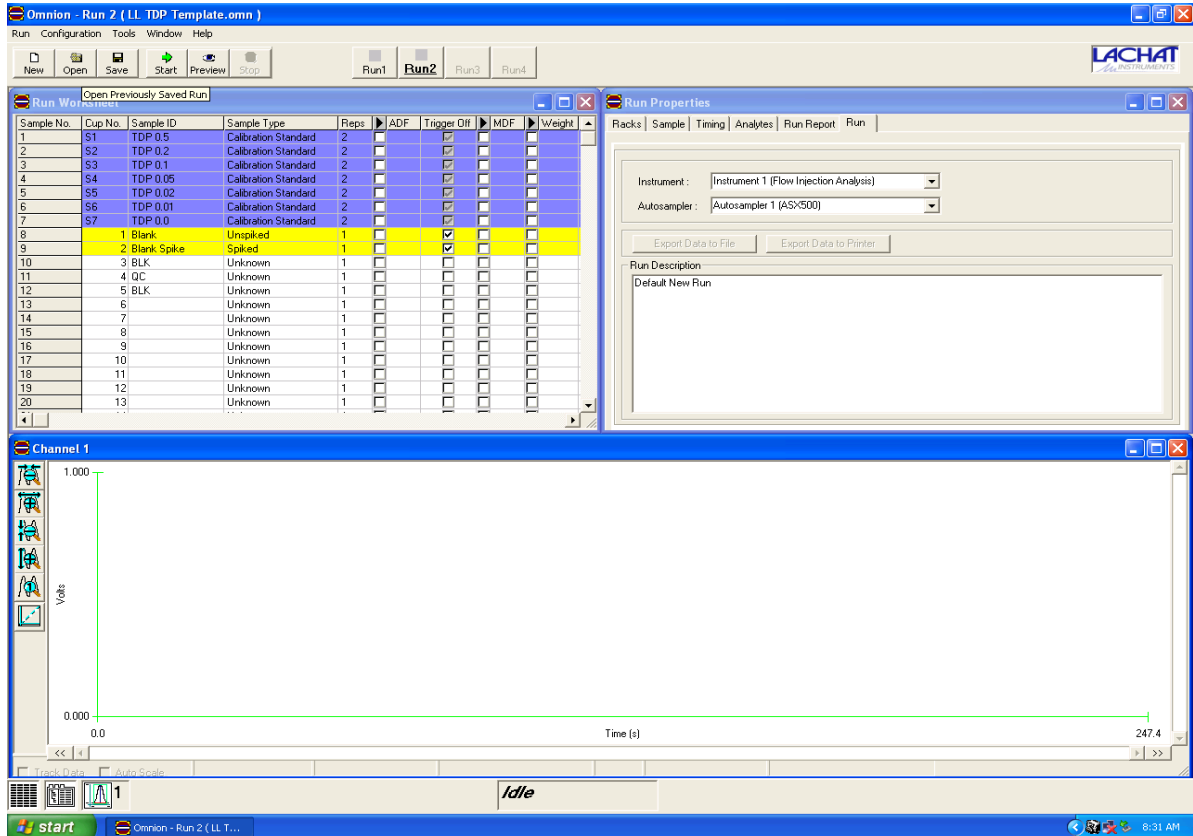 Omnion - Run 2 ( LL TDP Template.omn )
Run Configuration Tools Window Help
New Open Save Start Preview Stop Run1 Run2 Run3 Run4
LACHAT
INSTRUMENTS
Open Previously Saved Run
Run Worksheet
Sample No. Cup No. Sample ID Sample Type Reps ADF Trigger Off MDF Weight
1 S1 TDP 0.5 Calibration Standard 2
2 S2 TDP 0.2 Calibration Standard 2
3 S3 TDP 0.1 Calibration Standard 2
4 S4 TDP 0.05 Calibration Standard 2
5 S5 TDP 0.02 Calibration Standard 2
6 S6 TDP 0.01 Calibration Standard 2
7 S7 TDP 0.0 Calibration Standard 2
8 1 Blank Unspiked 1
9 2 Blank Spike Spiked 1
10 3 BLK Unknown 1
11 4 QC Unknown 1
12 5 BLK Unknown 1
13 6 Unknown 1
14 7 Unknown 1
15 8 Unknown 1
16 9 Unknown 1
17 10 Unknown 1
18 11 Unknown 1
19 12 Unknown 1
20 13 Unknown 1
Run Properties
Racks Sample Timing Analytes Run Report Run
Instrument : Instrument 1 (Flow Injection Analysis)
Autosampler : Autosampler 1 (ASX500)
Export Data to File Export Data to Printer
Run Description
Default New Run
Channel 1
1.000
Volts
0.000
0.0 Time (s) 247.4
<< >>
Track Data Auto Scale
1 Idle
start Omnion - Run 2 ( LL T... 8:31 AM